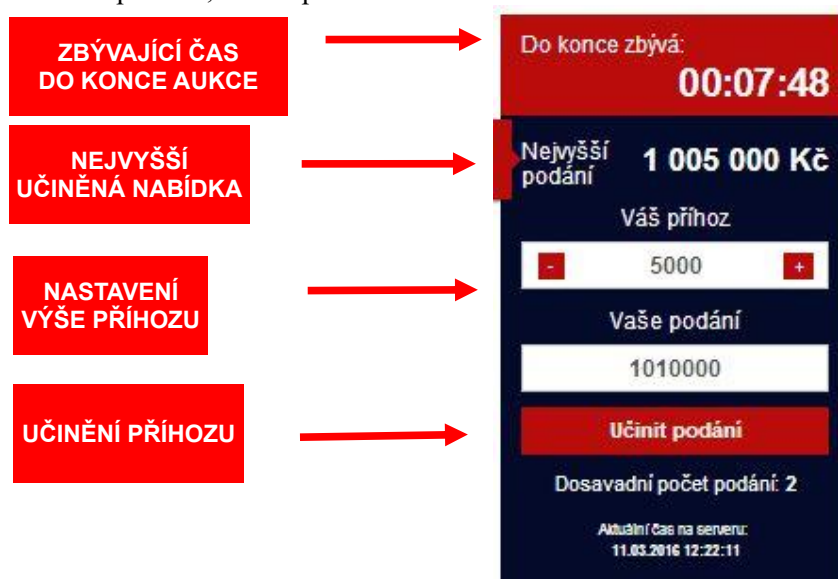 ZBÝVAJÍCÍ ČAS
DO KONCE AUKCE
Do konce zbývá:
00:07:48
NEJVYŠŠÍ
UČINĚNÁ NABÍDKA
Nejvyšší
podání
1 005 000 Kč
Váš příhoz
- 5000 +
NASTAVENÍ
VÝŠE PŘÍHOZU
Vaše podání
1010000
UČINĚNÍ PŘÍHOZU
Učinit podání
Dosavadní počet podání: 2
Aktuální čas na serveru:
11.03.2016 12:22:11